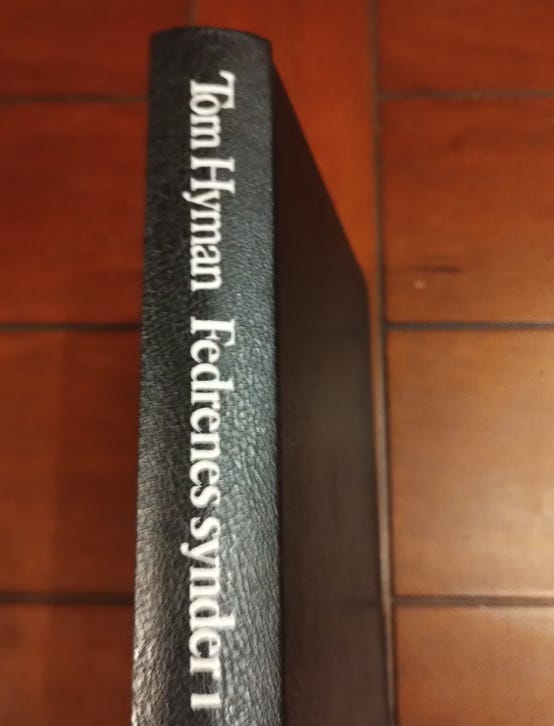 Tom Hyman Fedrenes synder 1